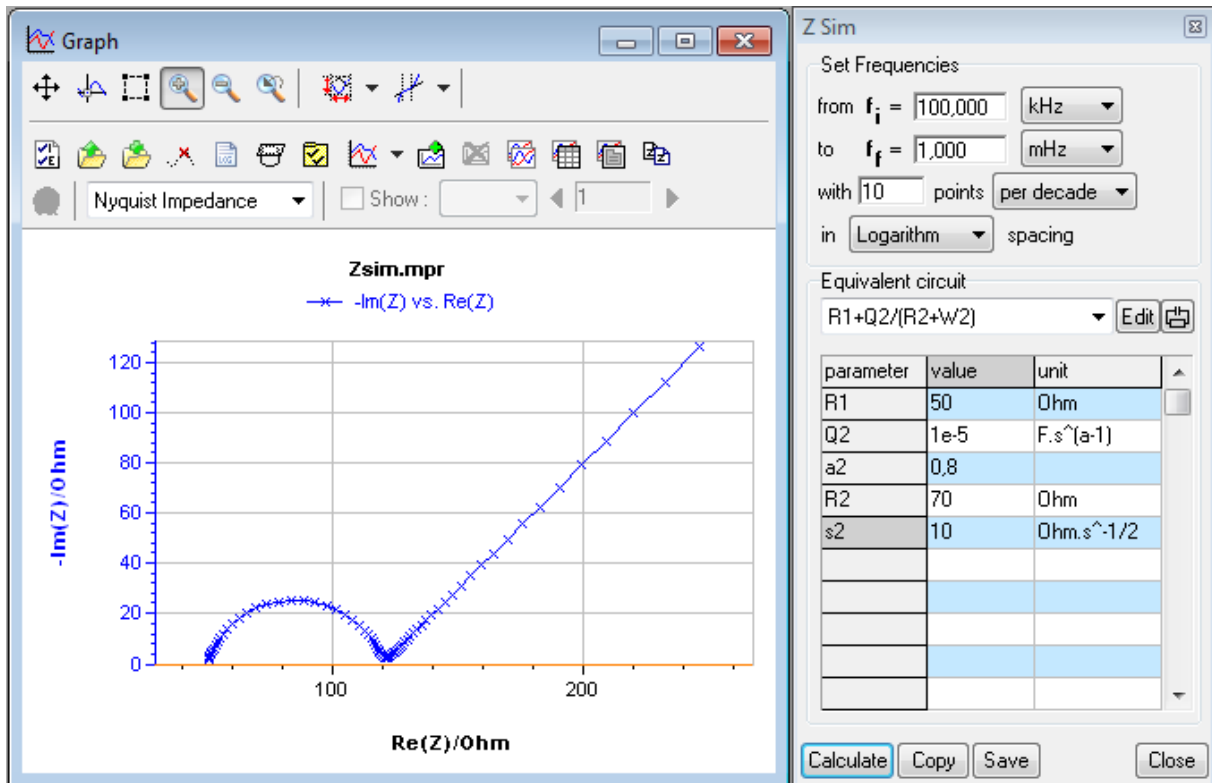 Graph
Nyquist Impedance
Show :
1
Zsim.mpr
-Im(Z) vs. Re(Z)
-Im(Z)/Ohm
120
100
80
60
40
20
0
100
200
Re(Z)/Ohm
Z Sim
Set Frequencies
from fi = 100,000 kHz
to ff = 1,000 mHz
with 10 points per decade
in Logarithm spacing
Equivalent circuit
R1+Q2/(R2+W2) Edit
parameter value unit
R1 50 Ohm
Q2 1e-5 F.s^(a-1)
a2 0,8
R2 70 Ohm
s2 10 Ohm.s^-1/2
Calculate Copy Save Close